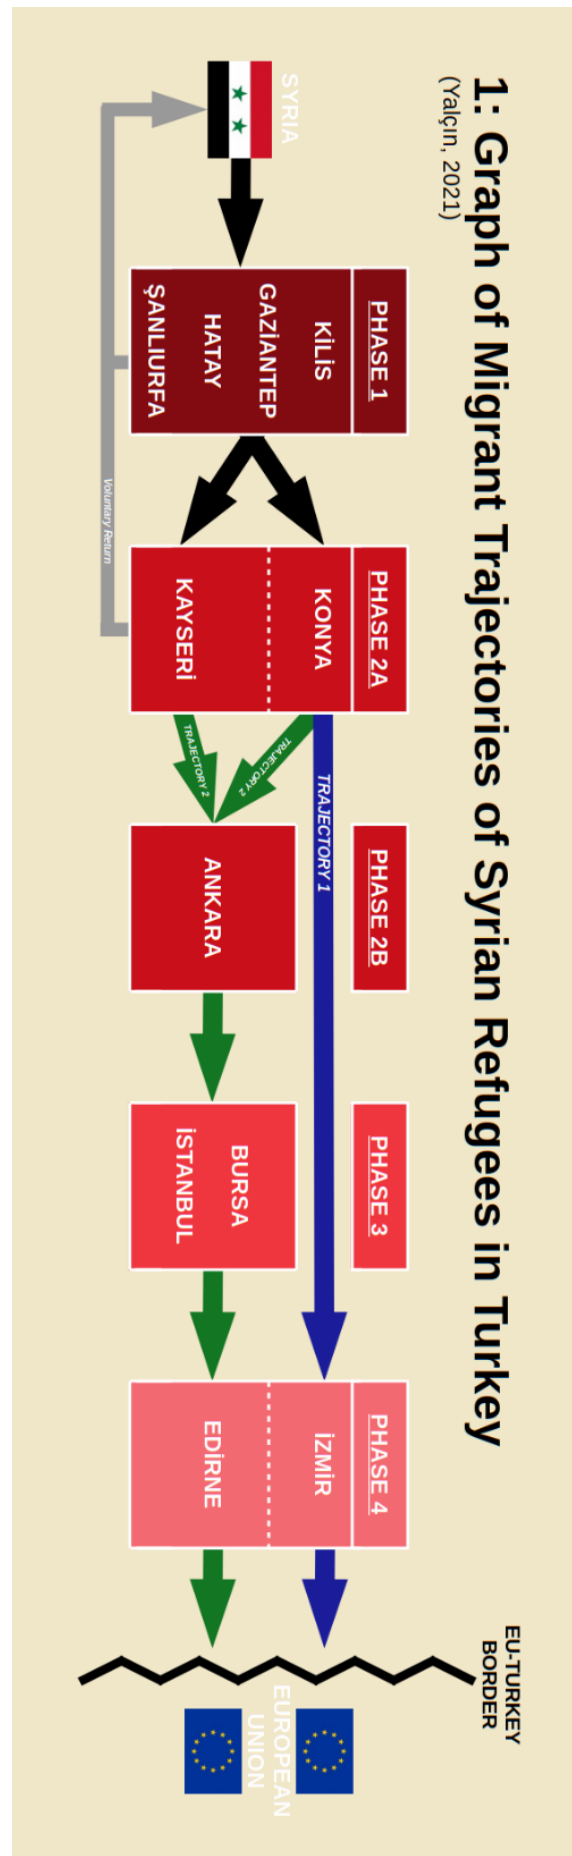 1: Graph of Migrant Trajectories of Syrian Refugees in Turkey
(Yalçın, 2021)
SYRIA
PHASE 1
KİLİS
GAZİANTEP
HATAY
ŞANLIURFA
Voluntary Return
PHASE 2A
KONYA
KAYSERİ
TRAJECTORY 1
TRAJECTORY 2
TRAJECTORY 2
PHASE 2B
ANKARA
PHASE 3
BURSA
İSTANBUL
PHASE 4
İZMİR
EDİRNE
EU-TURKEY
BORDER
EUROPEAN
UNION